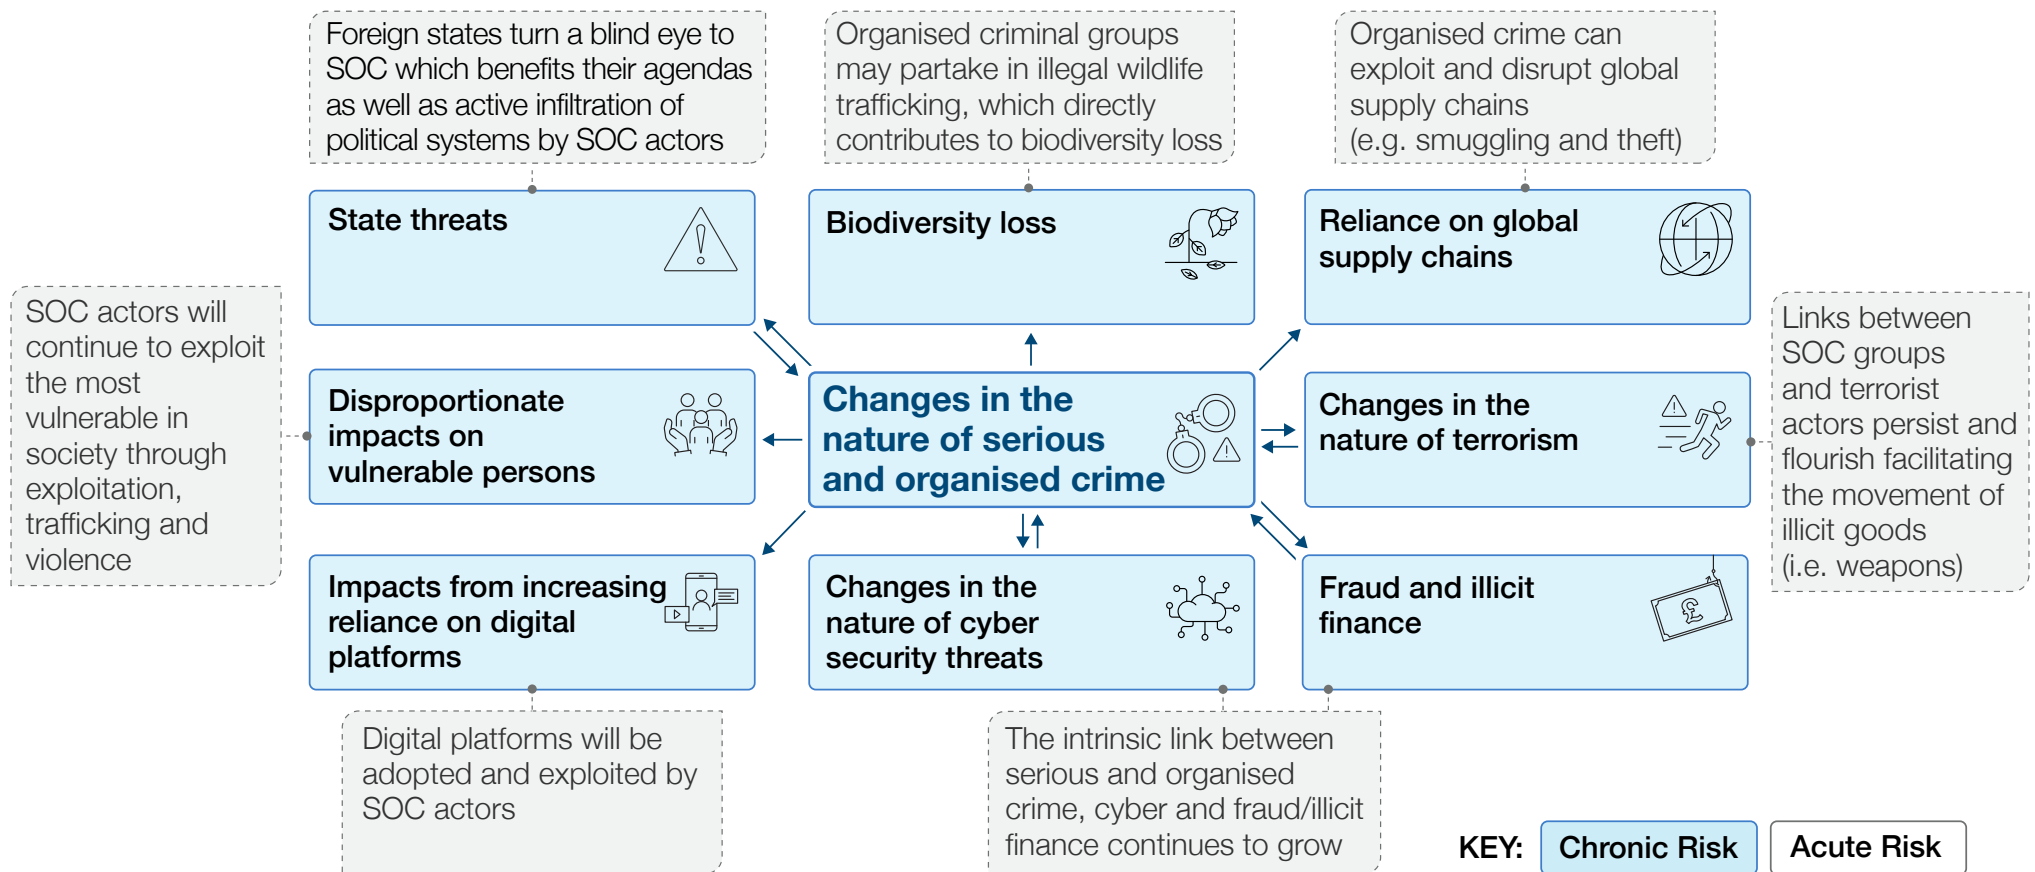 Foreign states turn a blind eye to
SOC which benefits their agendas
as well as active infiltration of
political systems by SOC actors
Organised criminal groups
may partake in illegal wildlife
trafficking, which directly
contributes to biodiversity loss
Organised crime can
exploit and disrupt global
supply chains
(e.g. smuggling and theft)
State threats
Biodiversity loss
Reliance on global
supply chains
SOC actors will
continue to exploit
the most
vulnerable in
society through
exploitation,
trafficking and
violence
Disproportionate
impacts on
vulnerable persons
Changes in the
nature of serious
and organised crime
Changes in the
nature of terrorism
Links between
SOC groups
and terrorist
actors persist and
flourish facilitating
the movement of
illicit goods
(i.e. weapons)
Impacts from increasing
reliance on digital
platforms
Changes in the
nature of cyber
security threats
Fraud and illicit
finance
£
Digital platforms will be
adopted and exploited by
SOC actors
The intrinsic link between
serious and organised
crime, cyber and fraud/illicit
finance continues to grow
KEY: Chronic Risk Acute Risk